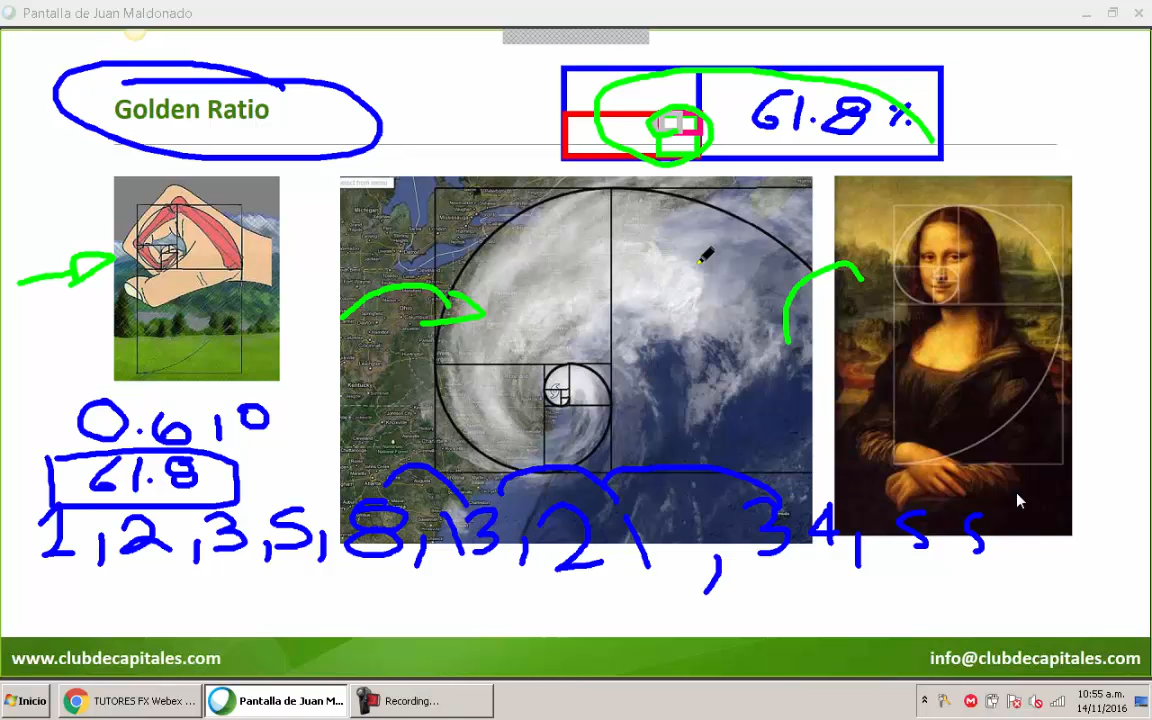 Pantalla de Juan Maldonado
Golden Ratio
61.8 %
0.618
61.8
1, 2, 3, 5, 8, 13, 21, 34, 55
www.clubdecapitales.com
info@clubdecapitales.com
Inicio
TUTORES FX Webex ...
Pantalla de Juan M...
Recording...
10:55 a.m.
14/11/2016